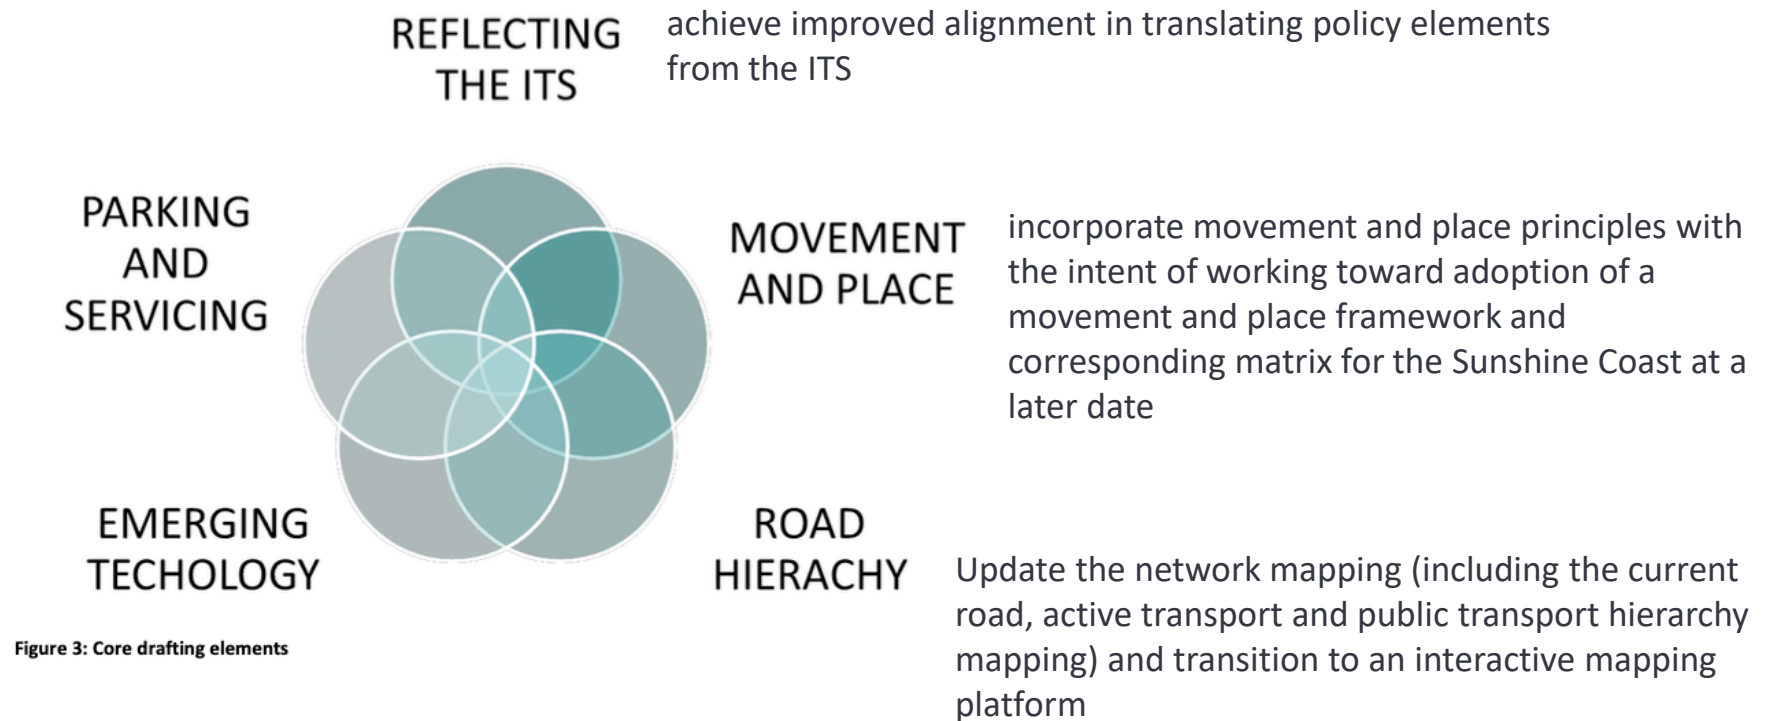 REFLECTING
THE ITS
achieve improved alignment in translating policy elements
from the ITS
PARKING
AND
SERVICING
MOVEMENT
AND PLACE
incorporate movement and place principles with
the intent of working toward adoption of a
movement and place framework and
corresponding matrix for the Sunshine Coast at a
later date
EMERGING
TECHOLOGY
ROAD
HIERACHY
Update the network mapping (including the current
road, active transport and public transport hierarchy
mapping) and transition to an interactive mapping
platform
Figure 3: Core drafting elements